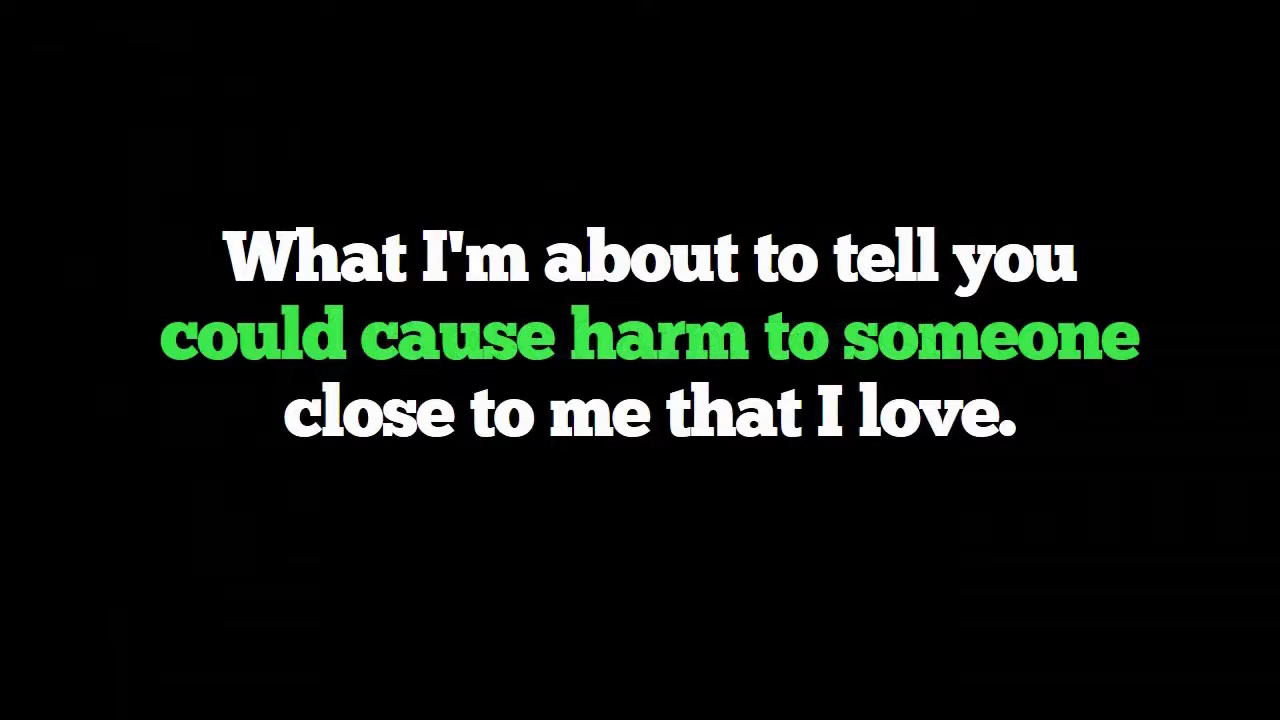 What I'm about to tell you
could cause harm to someone
close to me that I love.